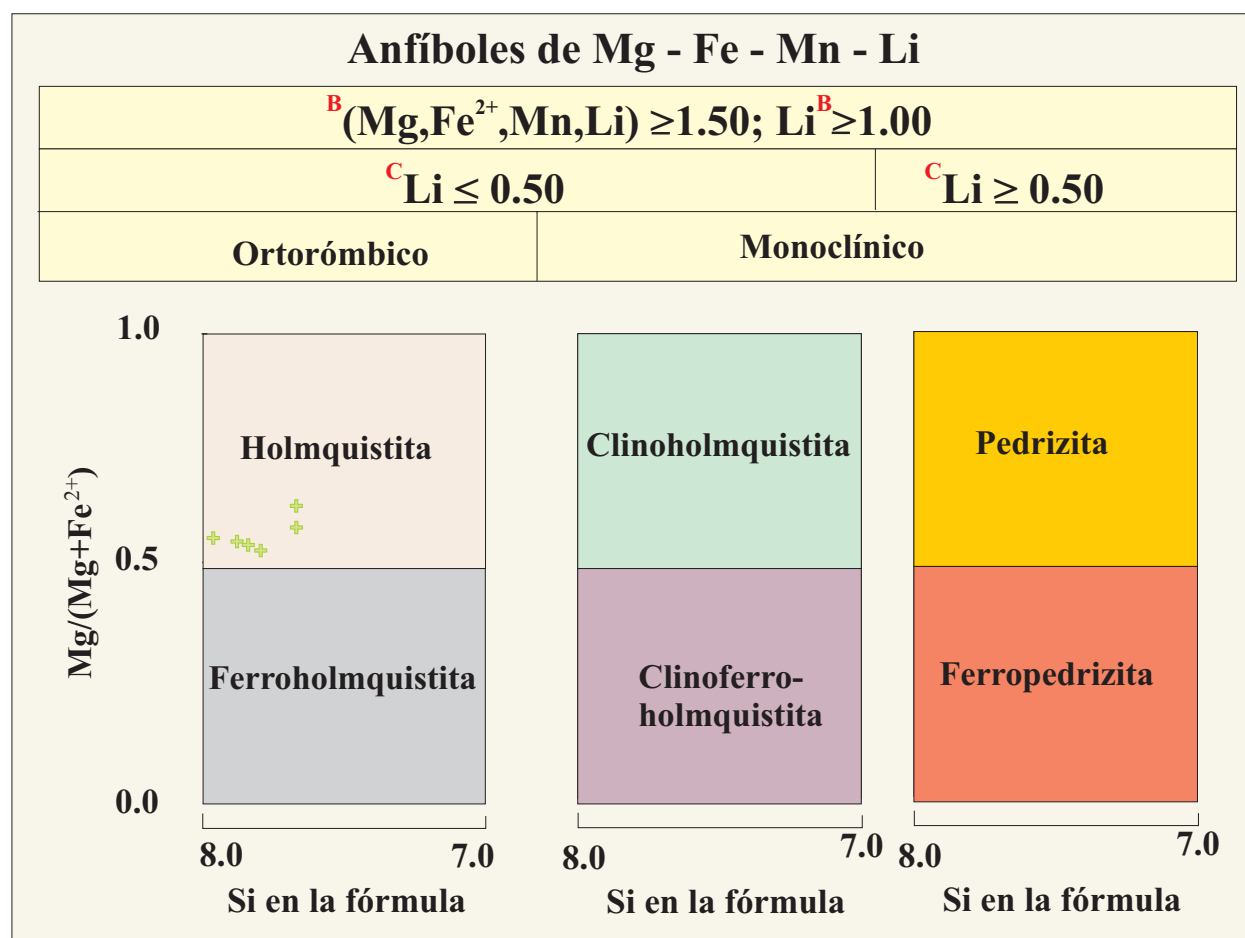 Anfíboles de Mg - Fe - Mn - Li
ᴮ(Mg,Fe²⁺,Mn,Li) ≥1.50; Liᴮ≥1.00
ᶜLi ≤ 0.50
ᶜLi ≥ 0.50
Ortorómbico
Monoclínico
Mg/(Mg+Fe²⁺)
1.0
0.5
0.0
Holmquistita
Ferroholmquistita
8.0
7.0
Si en la fórmula
Clinoholmquistita
Clinoferro-
holmquistita
8.0
7.0
Si en la fórmula
Pedrizita
Ferropedrizita
8.0
7.0
Si en la fórmula